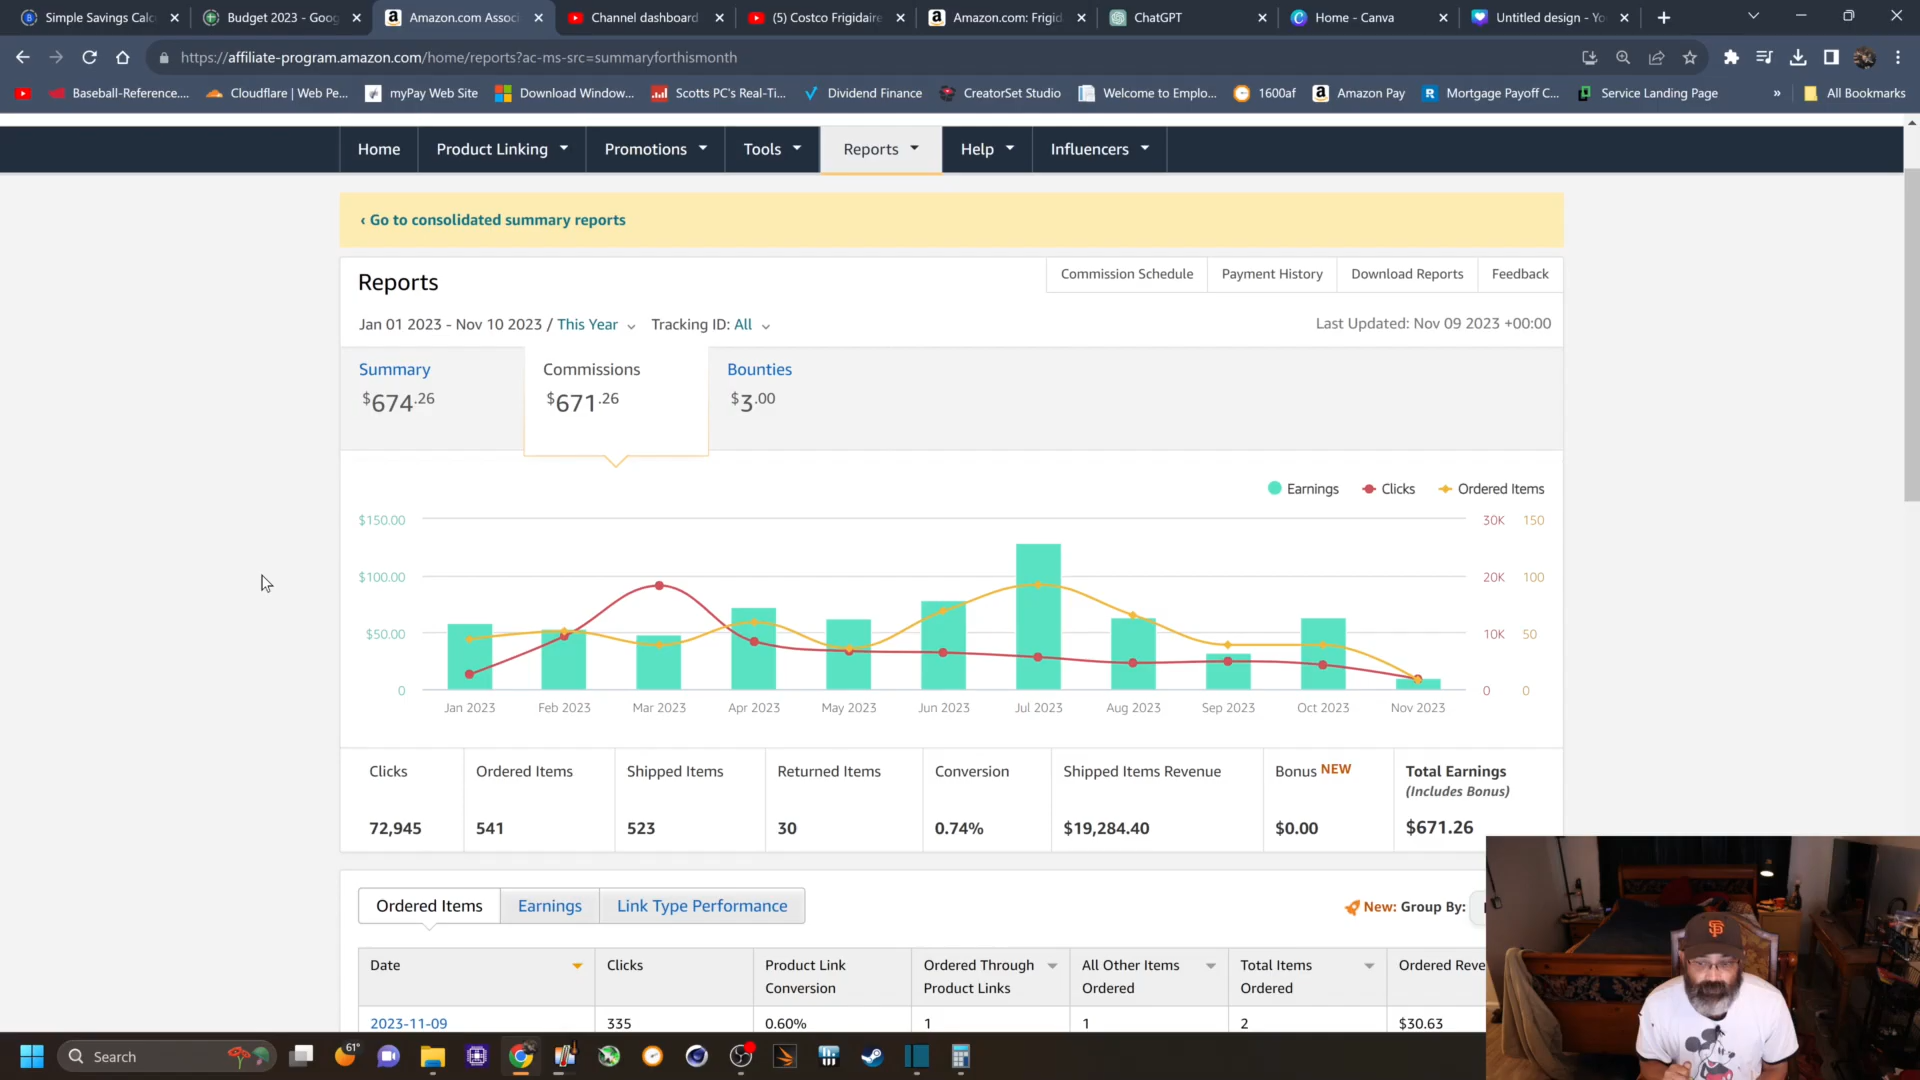 Simple Savings Calc
Budget 2023 - Goog
Amazon.com Associ
Channel dashboard
(5) Costco Frigidaire
Amazon.com: Frigid
ChatGPT
Home - Canva
Untitled design - Yo
https://affiliate-program.amazon.com/home/reports?ac-ms-src=summaryforthismonth
Baseball-Reference....
Cloudflare | Web Pe...
myPay Web Site
Download Window...
Scotts PC's Real-Ti...
Dividend Finance
CreatorSet Studio
Welcome to Emplo...
1600af
Amazon Pay
Mortgage Payoff C...
Service Landing Page
»
All Bookmarks
Home
Product Linking
Promotions
Tools
Reports
Help
Influencers
‹ Go to consolidated summary reports
Reports
Commission Schedule
Payment History
Download Reports
Feedback
Jan 01 2023 - Nov 10 2023 / This Year
Tracking ID: All
Last Updated: Nov 09 2023 +00:00
Summary
$674.26
Commissions
$671.26
Bounties
$3.00
Earnings
Clicks
Ordered Items
$150.00
30K 150
$100.00
20K 100
$50.00
10K 50
0
0 0
Jan 2023
Feb 2023
Mar 2023
Apr 2023
May 2023
Jun 2023
Jul 2023
Aug 2023
Sep 2023
Oct 2023
Nov 2023
Clicks
Ordered Items
Shipped Items
Returned Items
Conversion
Shipped Items Revenue
Bonus NEW
Total Earnings
(Includes Bonus)
72,945
541
523
30
0.74%
$19,284.40
$0.00
$671.26
Ordered Items
Earnings
Link Type Performance
New: Group By:
Date
Clicks
Product Link
Conversion
Ordered Through
Product Links
All Other Items
Ordered
Total Items
Ordered
Ordered Reve
2023-11-09
335
0.60%
1
1
2
$30.63
Search
61°
SF